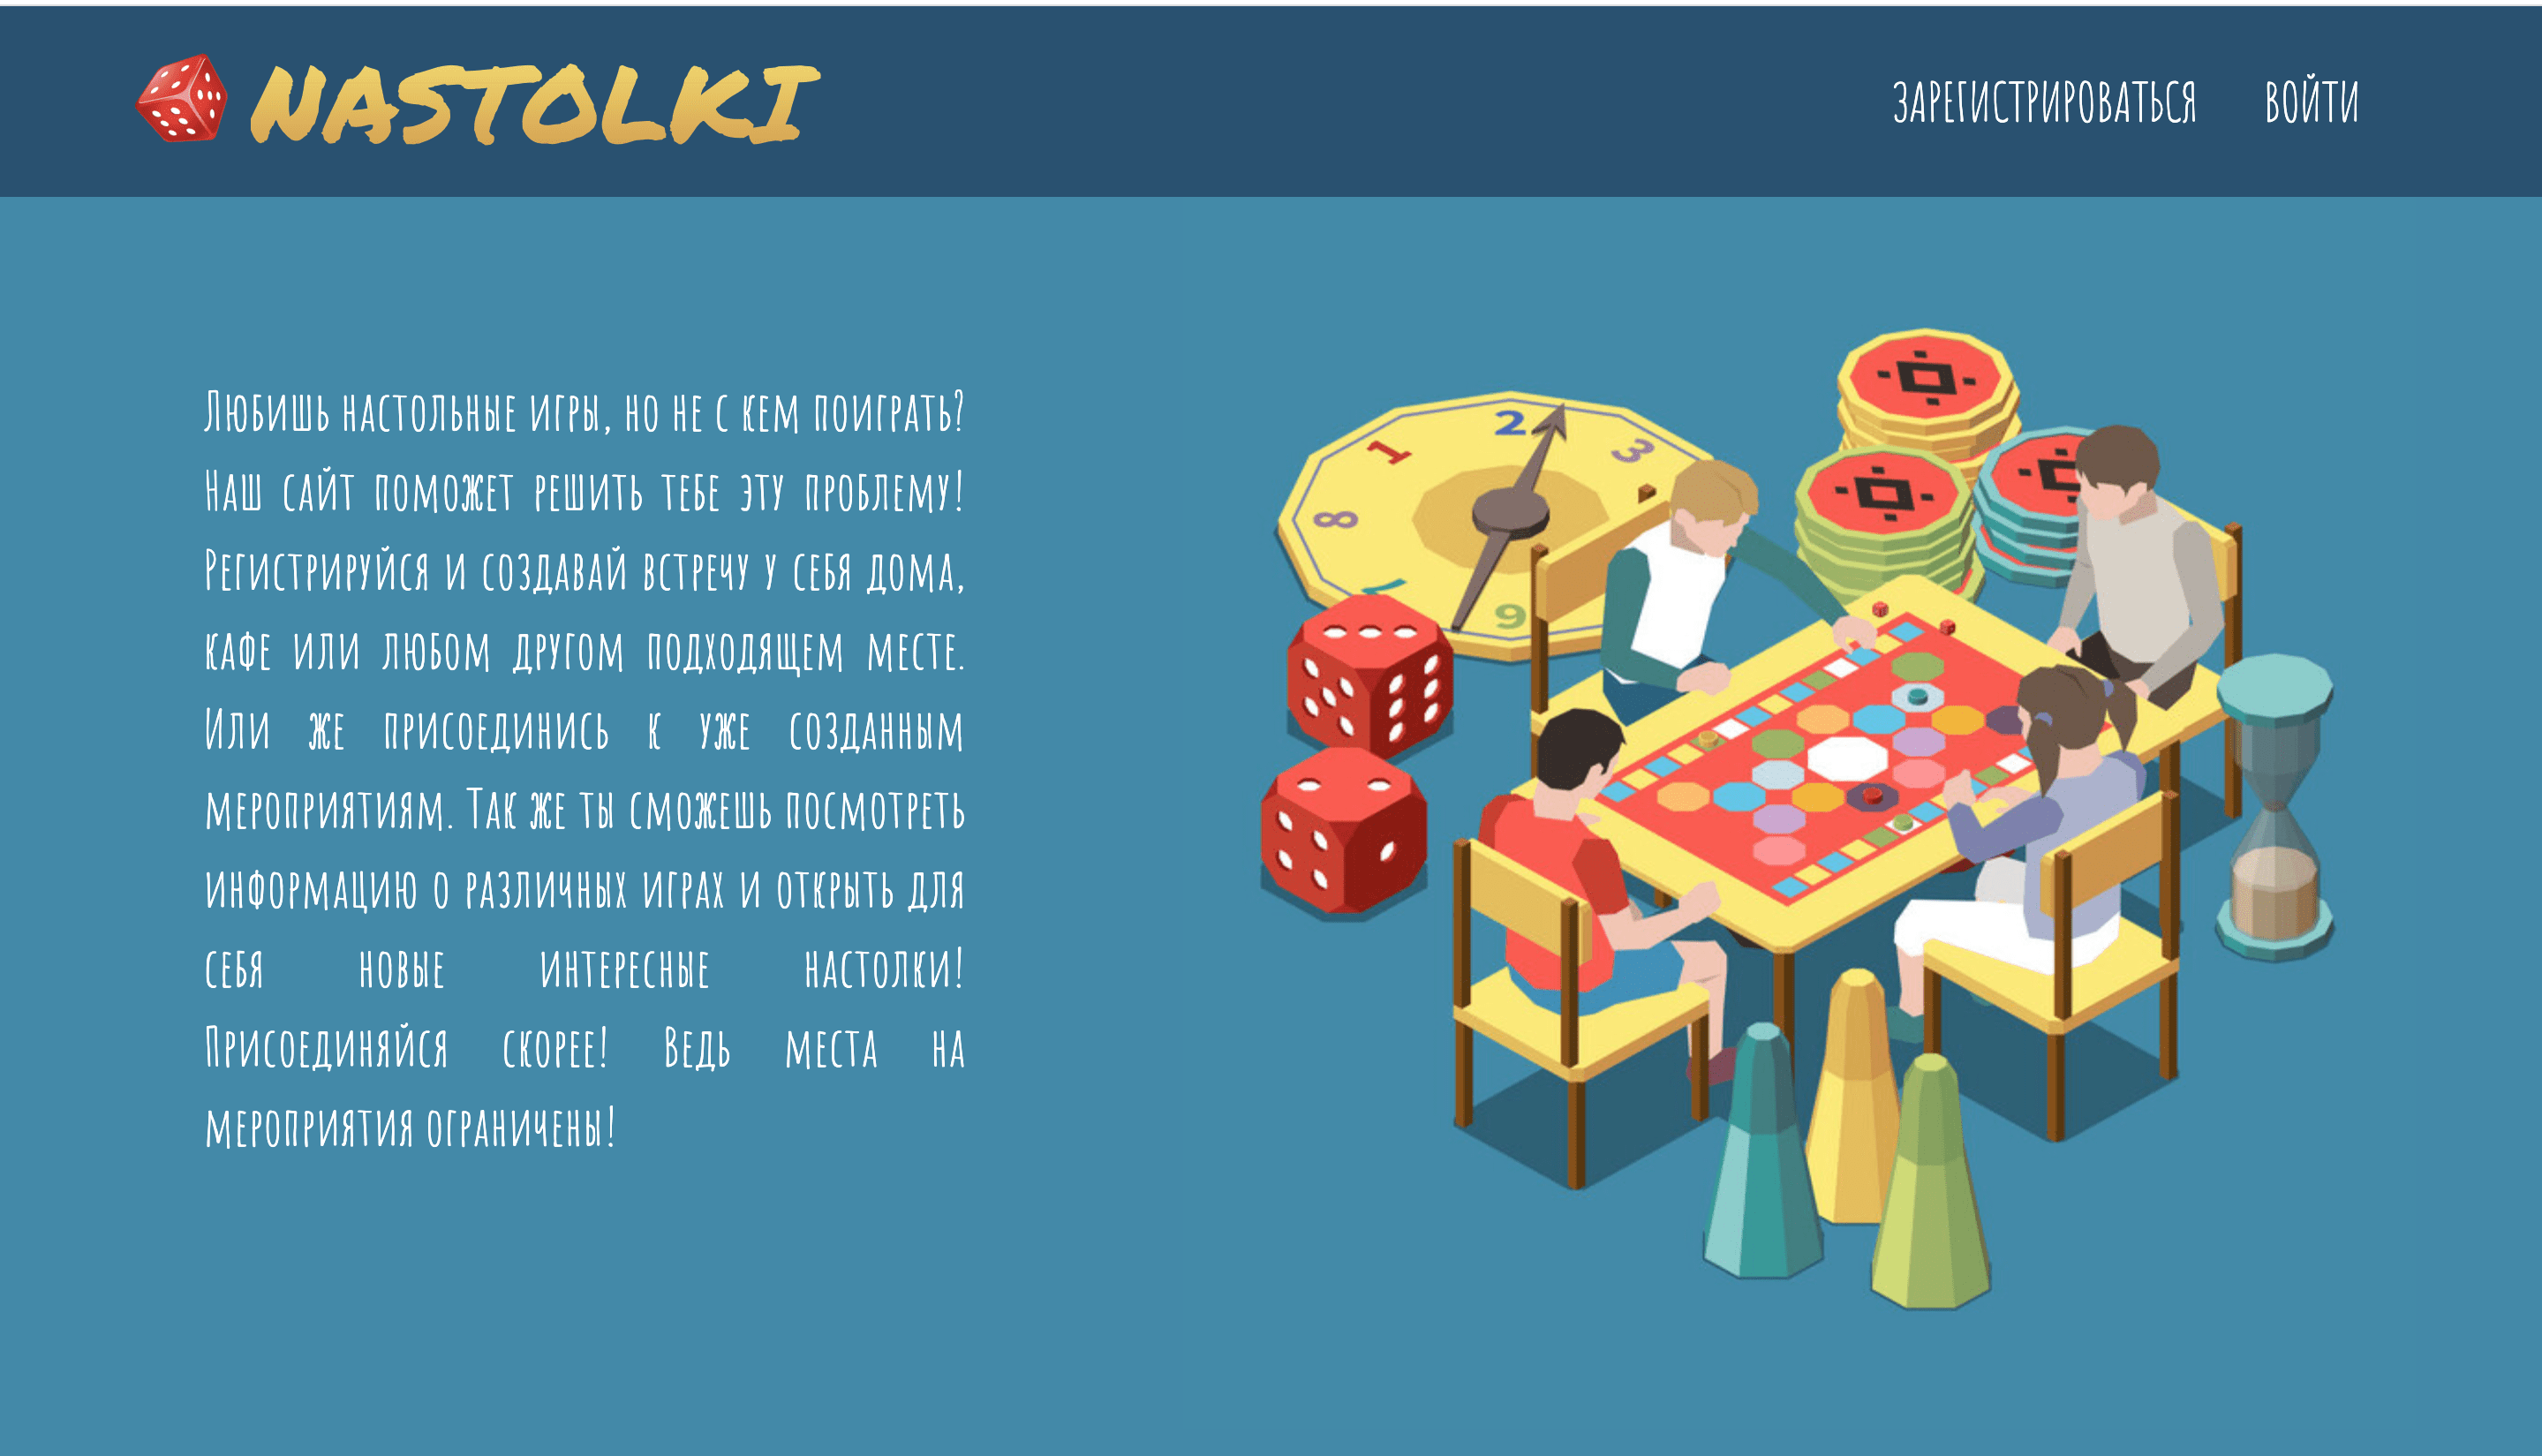 NASTOLKI
ЗАРЕГИСТРИРОВАТЬСЯ ВОЙТИ
Любишь настольные игры, но не с кем поиграть?
Наш сайт поможет решить тебе эту проблему!
Регистрируйся и создавай встречу у себя дома,
кафе или любом другом подходящем месте.
Или же присоединись к уже созданным
мероприятиям. Так же ты сможешь посмотреть
информацию о различных играх и открыть для
себя новые интересные настолки!
Присоединяйся скорее! Ведь места на
мероприятия ограничены!
1 2 3
8
7 6